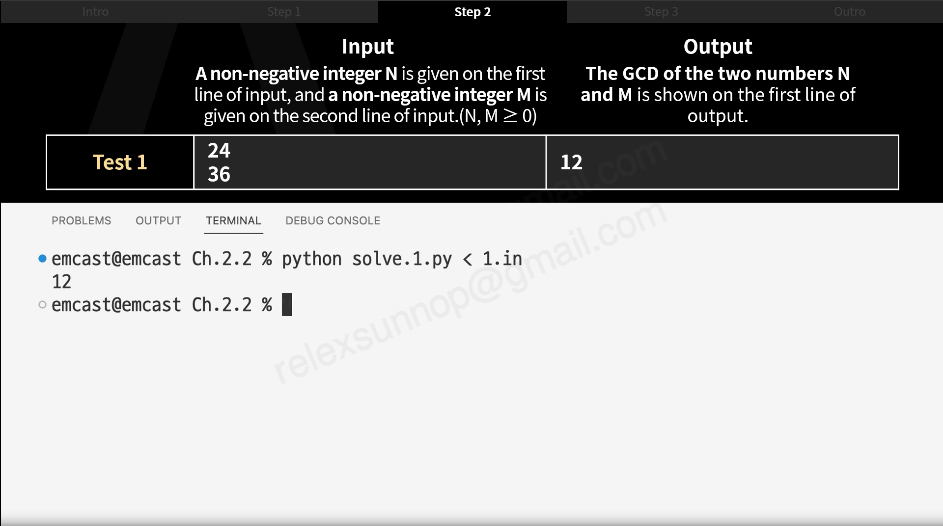 Intro Step 1 Step 2 Step 3 Outro
Input Output
A non-negative integer N is given on the first
line of input, and a non-negative integer M is
given on the second line of input.(N, M ≥ 0)
The GCD of the two numbers N
and M is shown on the first line of
output.
Test 1
24
36
12
PROBLEMS OUTPUT TERMINAL DEBUG CONSOLE
emcast@emcast Ch.2.2 % python solve.1.py < 1.in
12
emcast@emcast Ch.2.2 %
relexsunnop@gmail.com